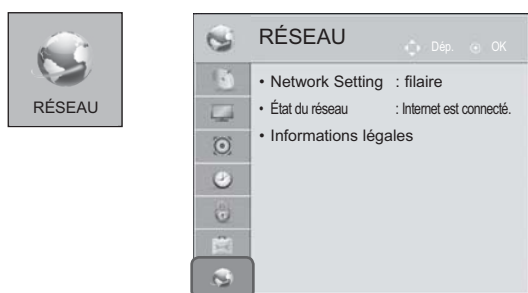 RÉSEAU
RÉSEAU
Dép. OK
• Network Setting : filaire
• État du réseau : Internet est connecté.
• Informations légales